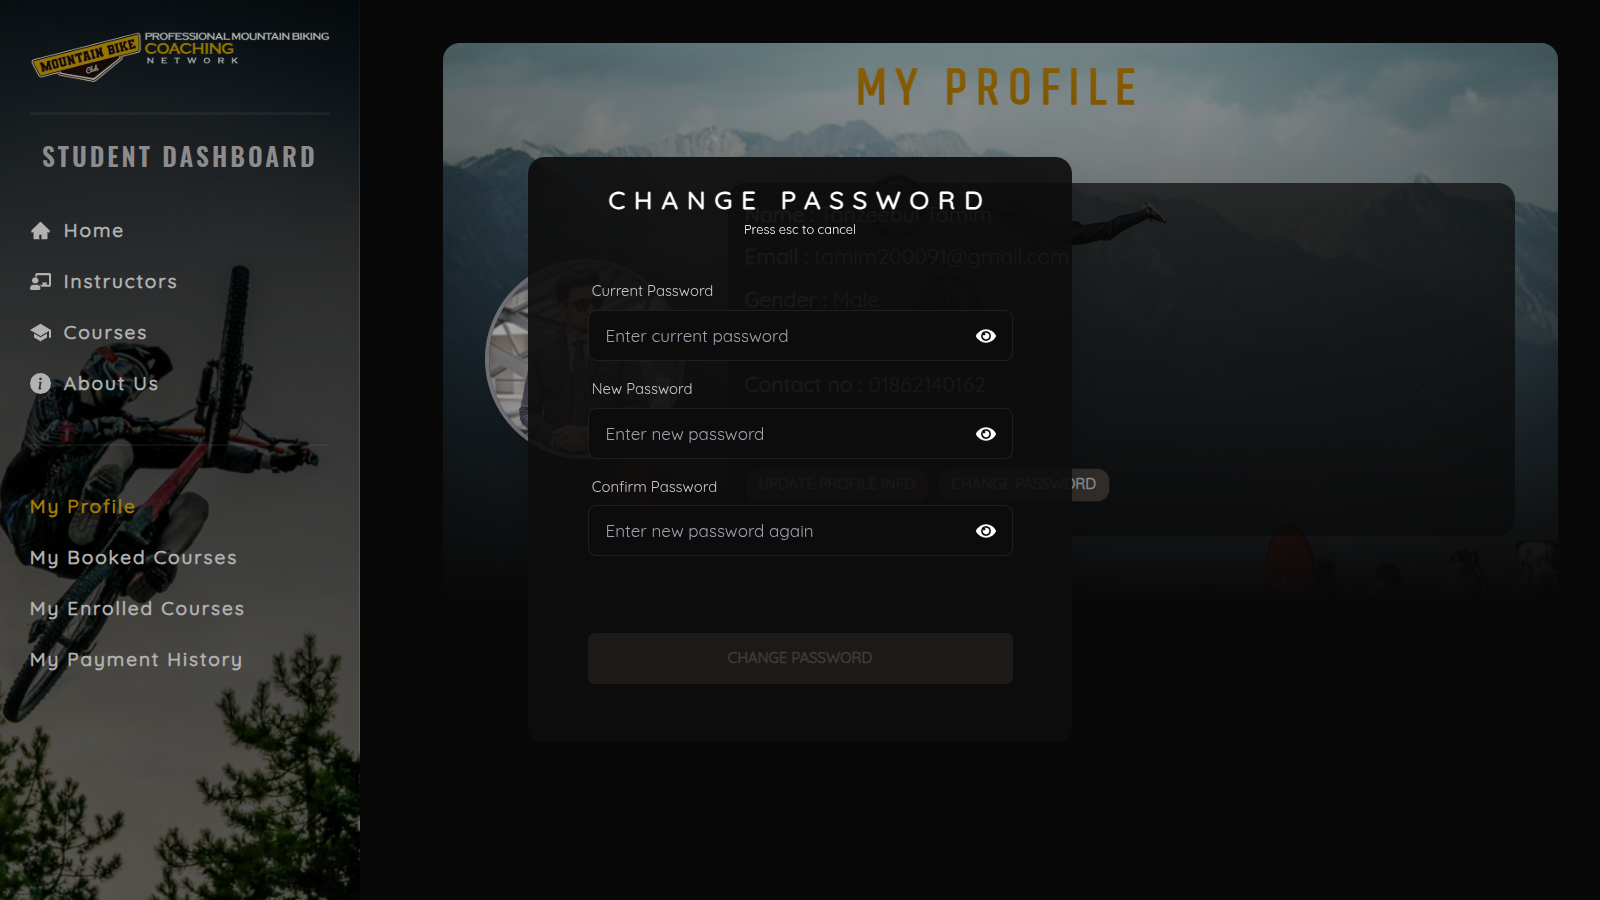 MOUNTAIN BIKE
Club
PROFESSIONAL MOUNTAIN BIKING
COACHING
NETWORK
STUDENT DASHBOARD
Home
Instructors
Courses
About Us
My Profile
My Booked Courses
My Enrolled Courses
My Payment History
MY PROFILE
CHANGE PASSWORD
Name : Tanzeebul Tamim
Press esc to cancel
Email : tamim200091@gmail.com
Current Password
Gender : Male
Enter current password
New Password
Contact no : 01862140162
Enter new password
Confirm Password
UPDATE PROFILE INFO
CHANGE PASSWORD
Enter new password again
CHANGE PASSWORD